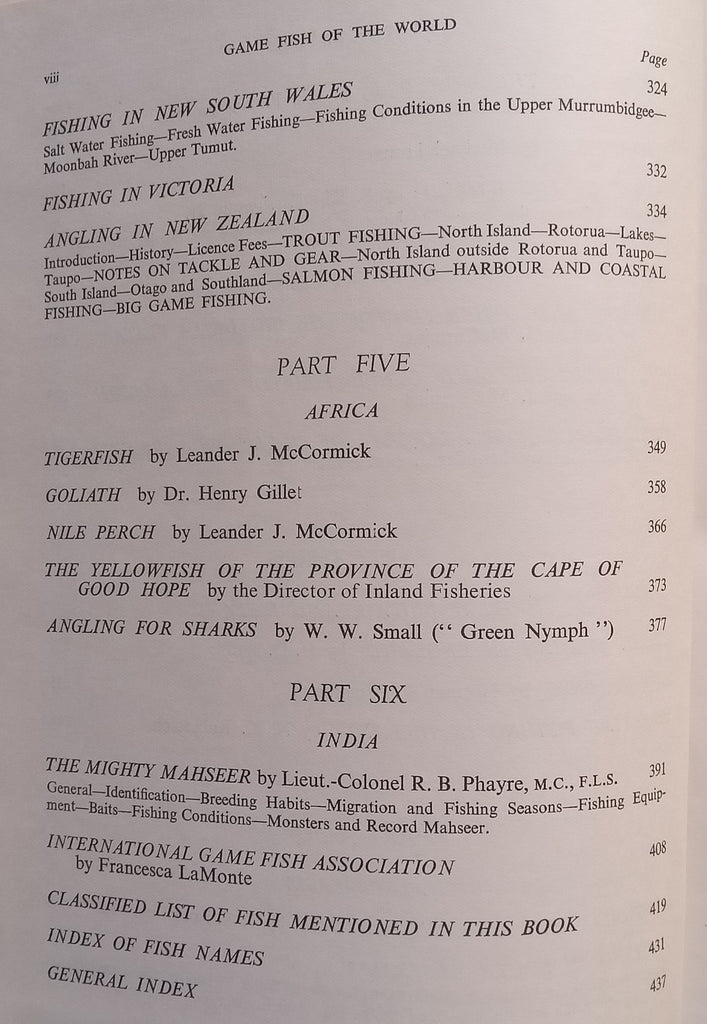 GAME FISH OF THE WORLD
viii
Page
FISHING IN NEW SOUTH WALES 324
Salt Water Fishing—Fresh Water Fishing—Fishing Conditions in the Upper Murrumbidgee—
Moonbah River—Upper Tumut.
FISHING IN VICTORIA 332
ANGLING IN NEW ZEALAND 334
Introduction—History—Licence Fees—TROUT FISHING—North Island—Rotorua—Lakes—
Taupo—NOTES ON TACKLE AND GEAR—North Island outside Rotorua and Taupo—
South Island—Otago and Southland—SALMON FISHING—HARBOUR AND COASTAL
FISHING—BIG GAME FISHING.
PART FIVE
AFRICA
TIGERFISH by Leander J. McCormick 349
GOLIATH by Dr. Henry Gillet 358
NILE PERCH by Leander J. McCormick 366
THE YELLOWFISH OF THE PROVINCE OF THE CAPE OF
GOOD HOPE by the Director of Inland Fisheries 373
ANGLING FOR SHARKS by W. W. Small (“ Green Nymph ”) 377
PART SIX
INDIA
THE MIGHTY MAHSEER by Lieut.-Colonel R. B. Phayre, M.C., F.L.S. 391
General—Identification—Breeding Habits—Migration and Fishing Seasons—Fishing Equip-
ment—Baits—Fishing Conditions—Monsters and Record Mahseer.
INTERNATIONAL GAME FISH ASSOCIATION 408
by Francesca LaMonte
CLASSIFIED LIST OF FISH MENTIONED IN THIS BOOK 419
INDEX OF FISH NAMES 431
GENERAL INDEX 437